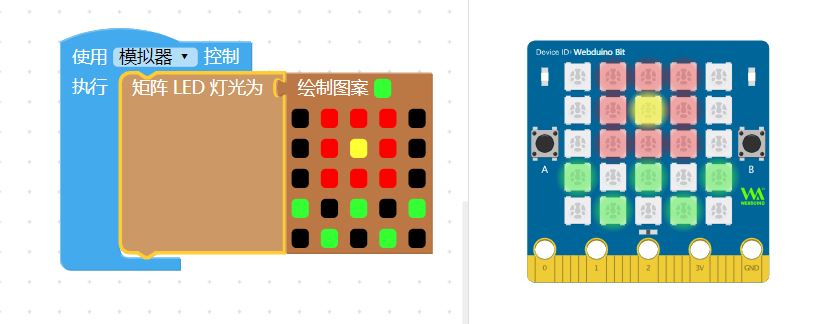 使用 模拟器 控制
执行 矩阵 LED 灯光为 绘制图案
Device ID: Webduino Bit
A B
WEBDUINO
0 1 2 3V GND